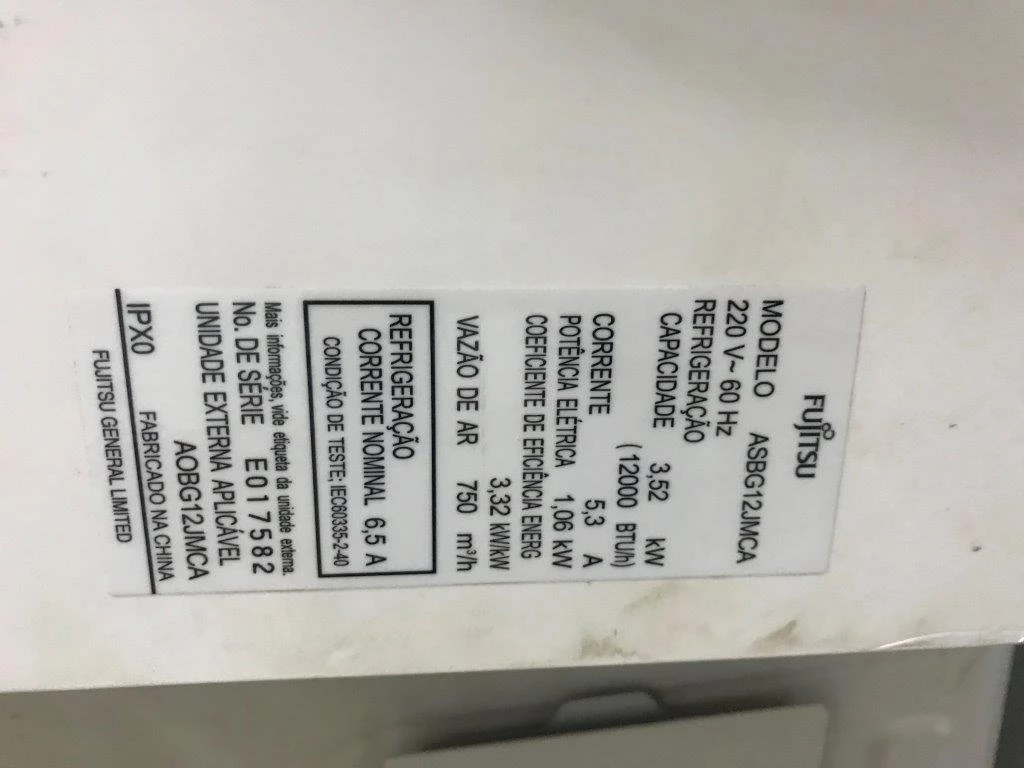 FUJITSU
MODELO ASBG12JMCA
220 V~ 60 Hz
REFRIGERAÇÃO
CAPACIDADE 3,52 kW
(12000 BTU/h)
CORRENTE 5,3 A
POTÊNCIA ELÉTRICA 1,06 kW
COEFICIENTE DE EFICIÊNCIA ENERG
3,32 kW/kW
VAZÃO DE AR 750 m³/h
REFRIGERAÇÃO
CORRENTE NOMINAL 6,5 A
CONDIÇÃO DE TESTE; IEC60335-2-40
Mais informações, vide etiqueta da unidade externa.
No. DE SÉRIE E017582
UNIDADE EXTERNA APLICÁVEL
AOBG12JMCA
IPX0 FABRICADO NA CHINA
FUJITSU GENERAL LIMITED